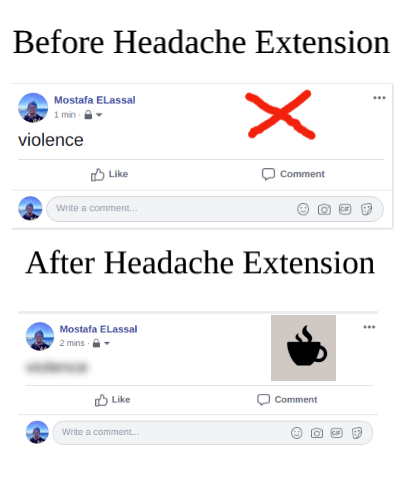 Before Headache Extension
Mostafa ELassal
1 min ·
violence
Like Comment
Write a comment...
GIF
After Headache Extension
Mostafa ELassal
2 mins ·
violence
Like Comment
Write a comment...
GIF